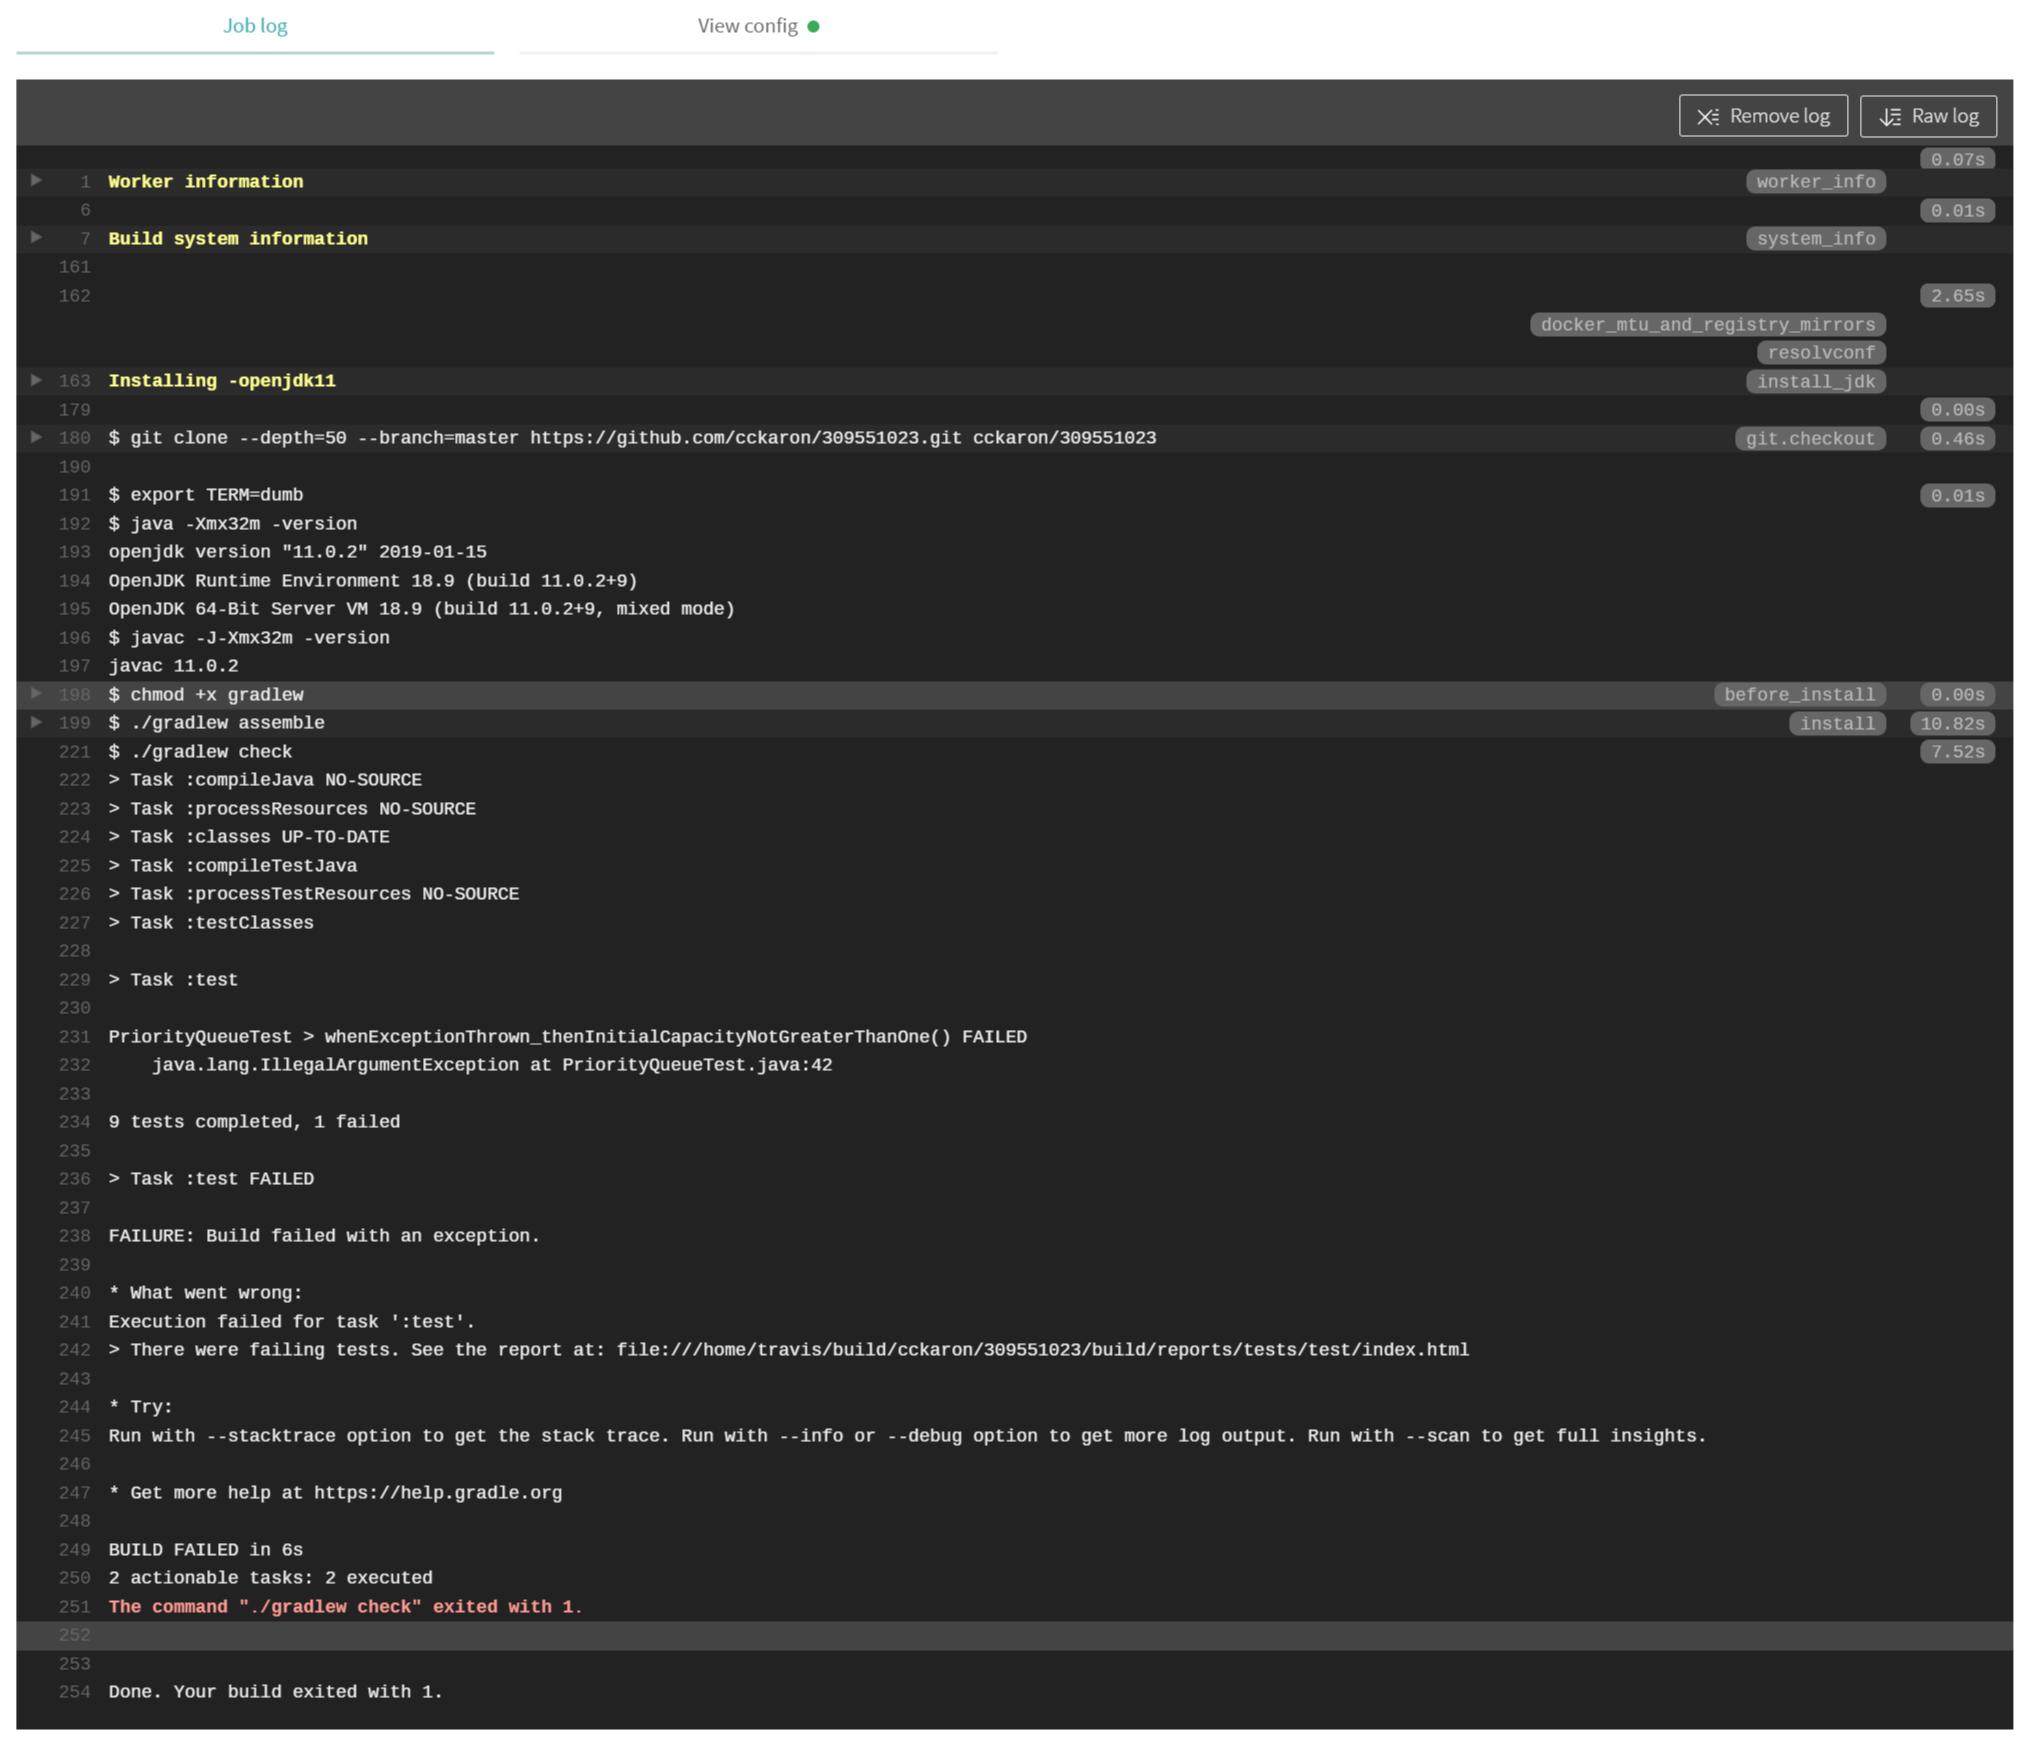 Job log
View config
Remove log
Raw log
0.07s
1 Worker information worker_info
6 0.01s
7 Build system information system_info
161
162 2.65s
docker_mtu_and_registry_mirrors
resolvconf
163 Installing -openjdk11 install_jdk
179 0.00s
180 $ git clone --depth=50 --branch=master https://github.com/cckaron/309551023.git cckaron/309551023 git.checkout 0.46s
190
191 $ export TERM=dumb 0.01s
192 $ java -Xmx32m -version
193 openjdk version "11.0.2" 2019-01-15
194 OpenJDK Runtime Environment 18.9 (build 11.0.2+9)
195 OpenJDK 64-Bit Server VM 18.9 (build 11.0.2+9, mixed mode)
196 $ javac -J-Xmx32m -version
197 javac 11.0.2
198 $ chmod +x gradlew before_install 0.00s
199 $ ./gradlew assemble install 10.82s
221 $ ./gradlew check 7.52s
222 > Task :compileJava NO-SOURCE
223 > Task :processResources NO-SOURCE
224 > Task :classes UP-TO-DATE
225 > Task :compileTestJava
226 > Task :processTestResources NO-SOURCE
227 > Task :testClasses
228
229 > Task :test
230
231 PriorityQueueTest > whenExceptionThrown_thenInitialCapacityNotGreaterThanOne() FAILED
232 java.lang.IllegalArgumentException at PriorityQueueTest.java:42
233
234 9 tests completed, 1 failed
235
236 > Task :test FAILED
237
238 FAILURE: Build failed with an exception.
239
240 * What went wrong:
241 Execution failed for task ':test'.
242 > There were failing tests. See the report at: file:///home/travis/build/cckaron/309551023/build/reports/tests/test/index.html
243
244 * Try:
245 Run with --stacktrace option to get the stack trace. Run with --info or --debug option to get more log output. Run with --scan to get full insights.
246
247 * Get more help at https://help.gradle.org
248
249 BUILD FAILED in 6s
250 2 actionable tasks: 2 executed
251 The command "./gradlew check" exited with 1.
252
253
254 Done. Your build exited with 1.